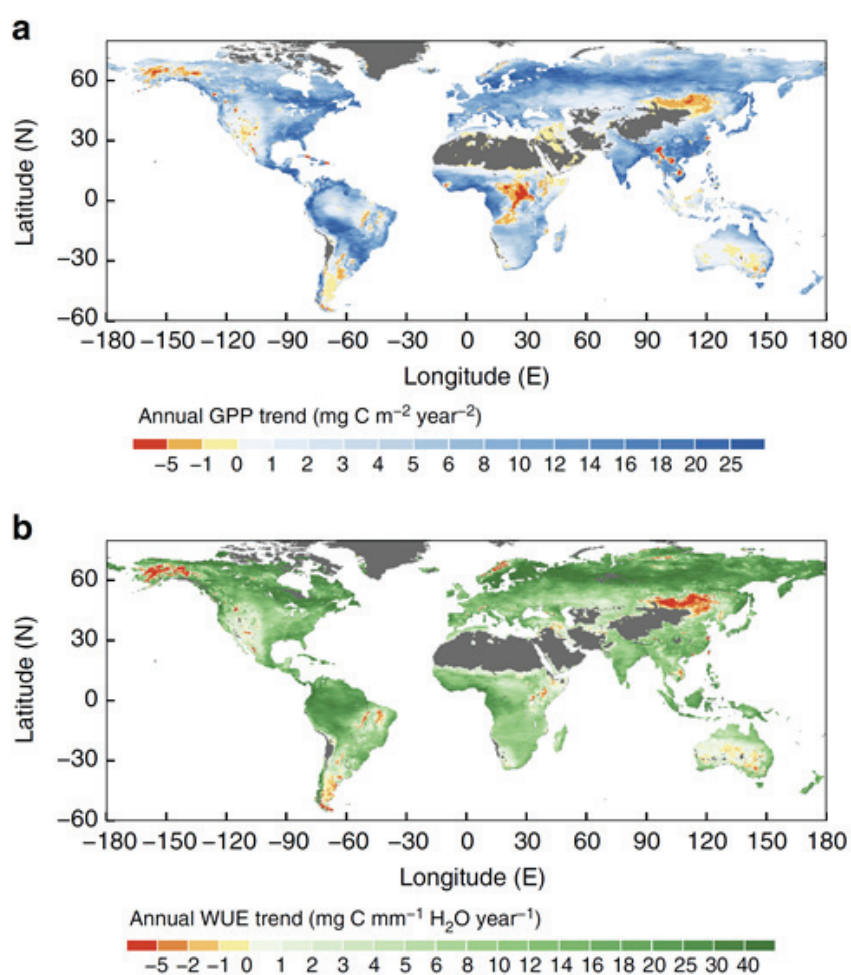 a
60
30
0
−30
−60
Latitude (N)
−180 −150 −120 −90 −60 −30 0 30 60 90 120 150 180
Longitude (E)
Annual GPP trend (mg C m⁻² year⁻²)
−5 −1 0 1 2 3 4 5 6 8 10 12 14 16 18 20 25
b
60
30
0
−30
−60
Latitude (N)
−180 −150 −120 −90 −60 −30 0 30 60 90 120 150 180
Longitude (E)
Annual WUE trend (mg C mm⁻¹ H₂O year⁻¹)
−5 −2 −1 0 1 2 3 4 5 6 8 10 12 14 16 18 20 25 30 40